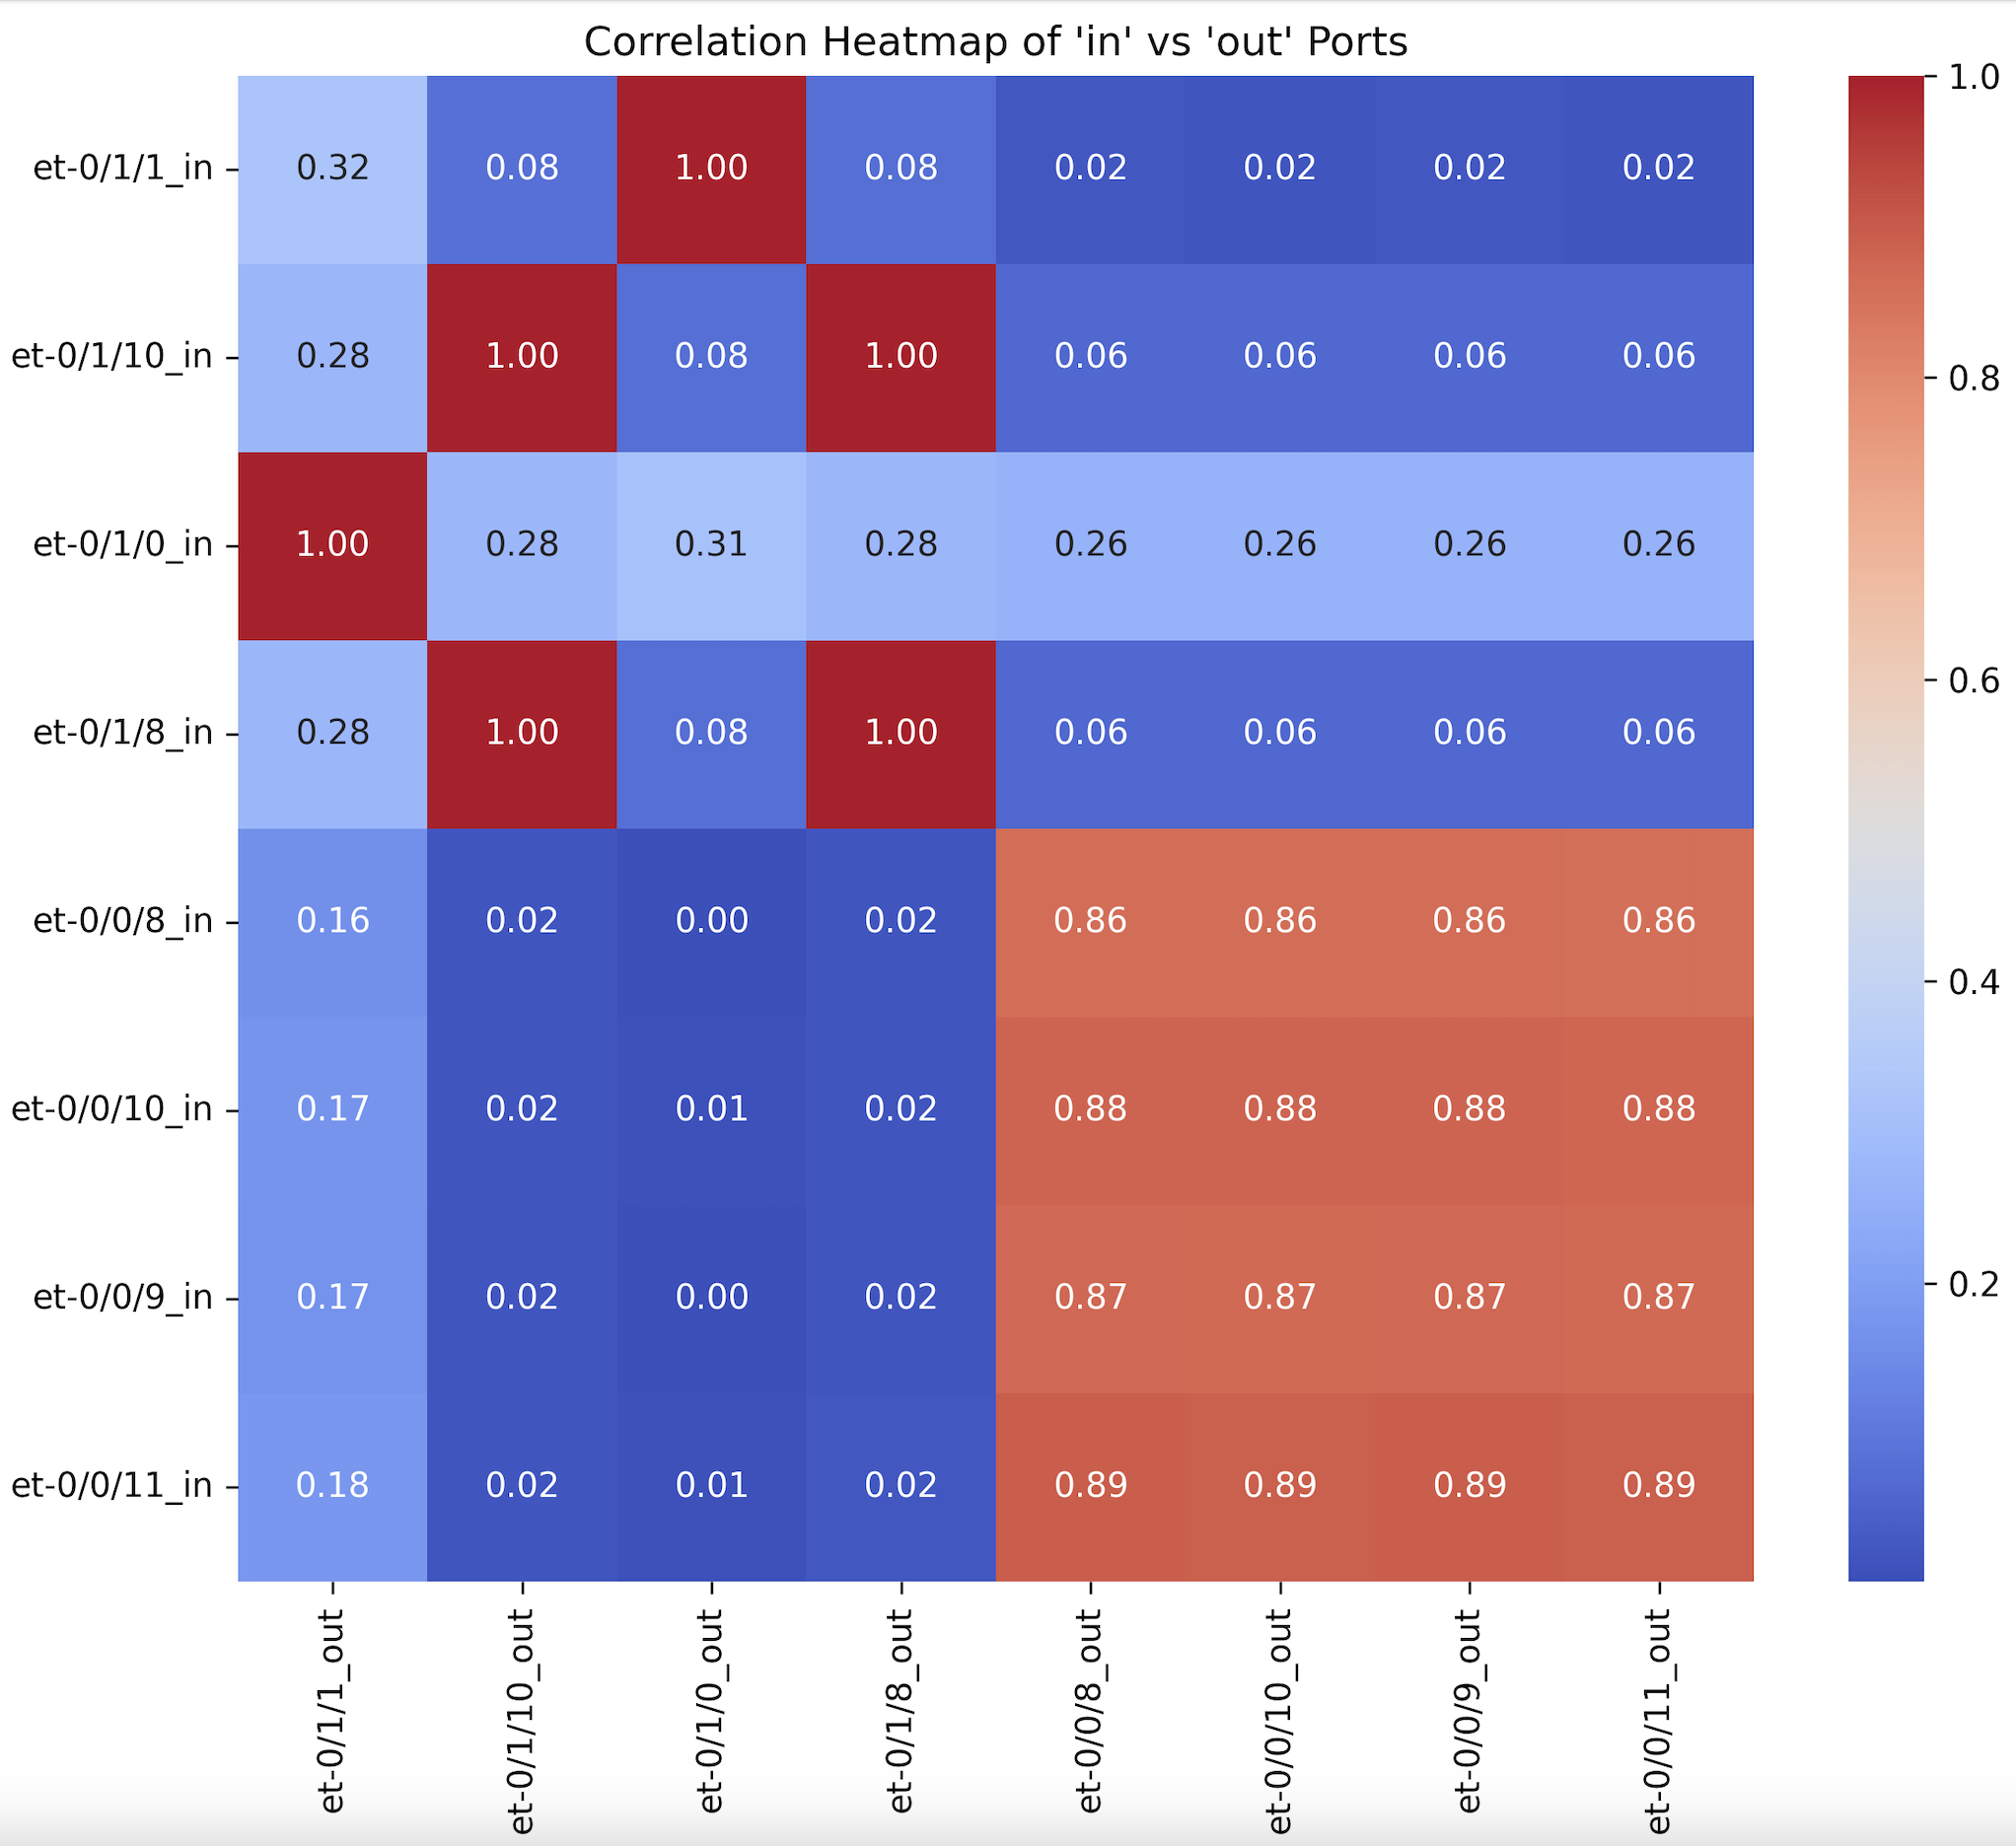 Correlation Heatmap of 'in' vs 'out' Ports
et-0/1/1_in 0.32 0.08 1.00 0.08 0.02 0.02 0.02 0.02
et-0/1/10_in 0.28 1.00 0.08 1.00 0.06 0.06 0.06 0.06
et-0/1/0_in 1.00 0.28 0.31 0.28 0.26 0.26 0.26 0.26
et-0/1/8_in 0.28 1.00 0.08 1.00 0.06 0.06 0.06 0.06
et-0/0/8_in 0.16 0.02 0.00 0.02 0.86 0.86 0.86 0.86
et-0/0/10_in 0.17 0.02 0.01 0.02 0.88 0.88 0.88 0.88
et-0/0/9_in 0.17 0.02 0.00 0.02 0.87 0.87 0.87 0.87
et-0/0/11_in 0.18 0.02 0.01 0.02 0.89 0.89 0.89 0.89
et-0/1/1_out
et-0/1/10_out
et-0/1/0_out
et-0/1/8_out
et-0/0/8_out
et-0/0/10_out
et-0/0/9_out
et-0/0/11_out
1.0
0.8
0.6
0.4
0.2